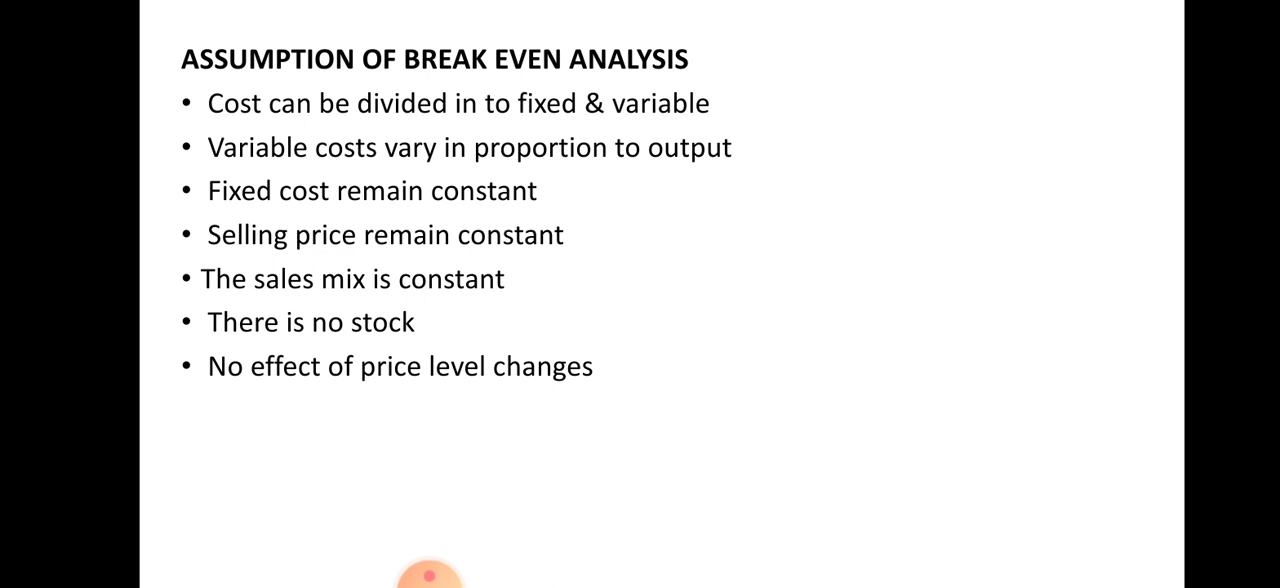 ASSUMPTION OF BREAK EVEN ANALYSIS
• Cost can be divided in to fixed & variable
• Variable costs vary in proportion to output
• Fixed cost remain constant
• Selling price remain constant
• The sales mix is constant
• There is no stock
• No effect of price level changes